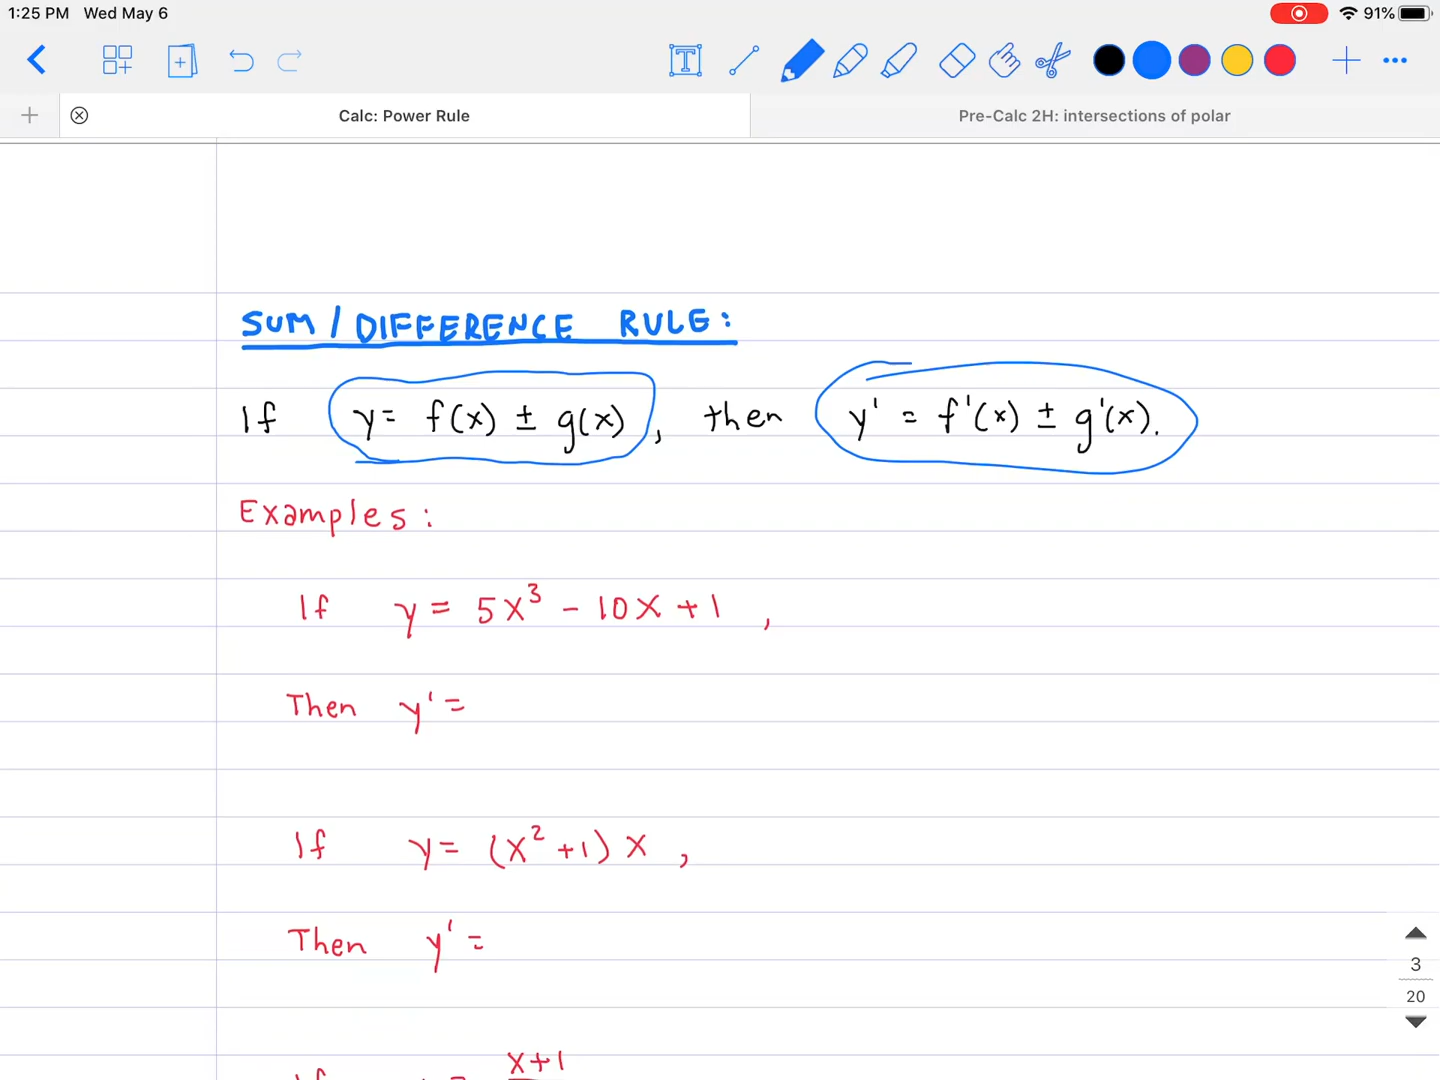 1:25 PM Wed May 6 91%
Calc: Power Rule Pre-Calc 2H: intersections of polar
SUM / DIFFERENCE RULE:
If y = f(x) ± g(x), then y' = f'(x) ± g'(x).
Examples:
If y = 5x³ - 10x + 1 ,
Then y' =
If y = (x² + 1) x ,
Then y' =
3
20
x+1